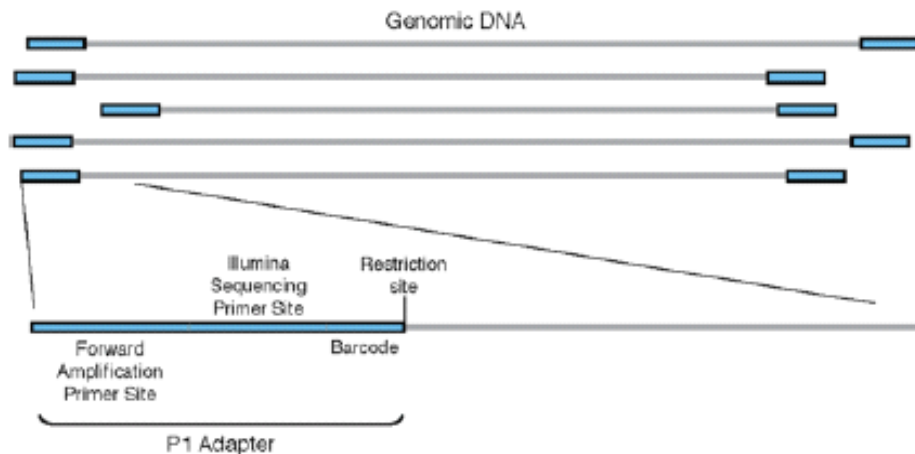 Genomic DNA
Illumina
Sequencing
Primer Site
Restriction
site
Forward
Amplification
Primer Site
Barcode
P1 Adapter